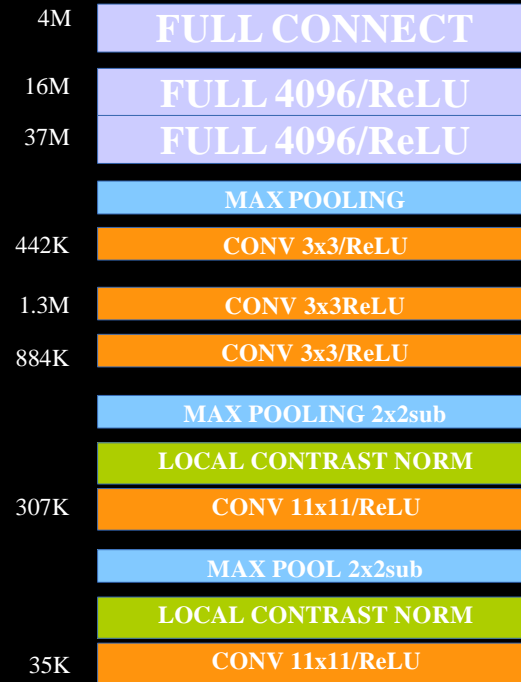 4M FULL CONNECT
16M FULL 4096/ReLU
37M FULL 4096/ReLU
MAX POOLING
442K CONV 3x3/ReLU
1.3M CONV 3x3ReLU
884K CONV 3x3/ReLU
MAX POOLING 2x2sub
LOCAL CONTRAST NORM
307K CONV 11x11/ReLU
MAX POOL 2x2sub
LOCAL CONTRAST NORM
35K CONV 11x11/ReLU